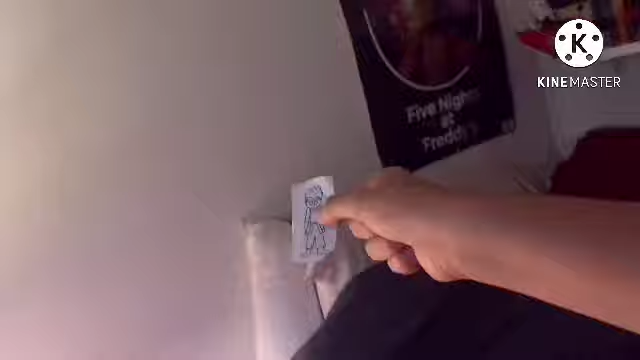 K
KINEMASTER
Five Nights
at
Freddy's